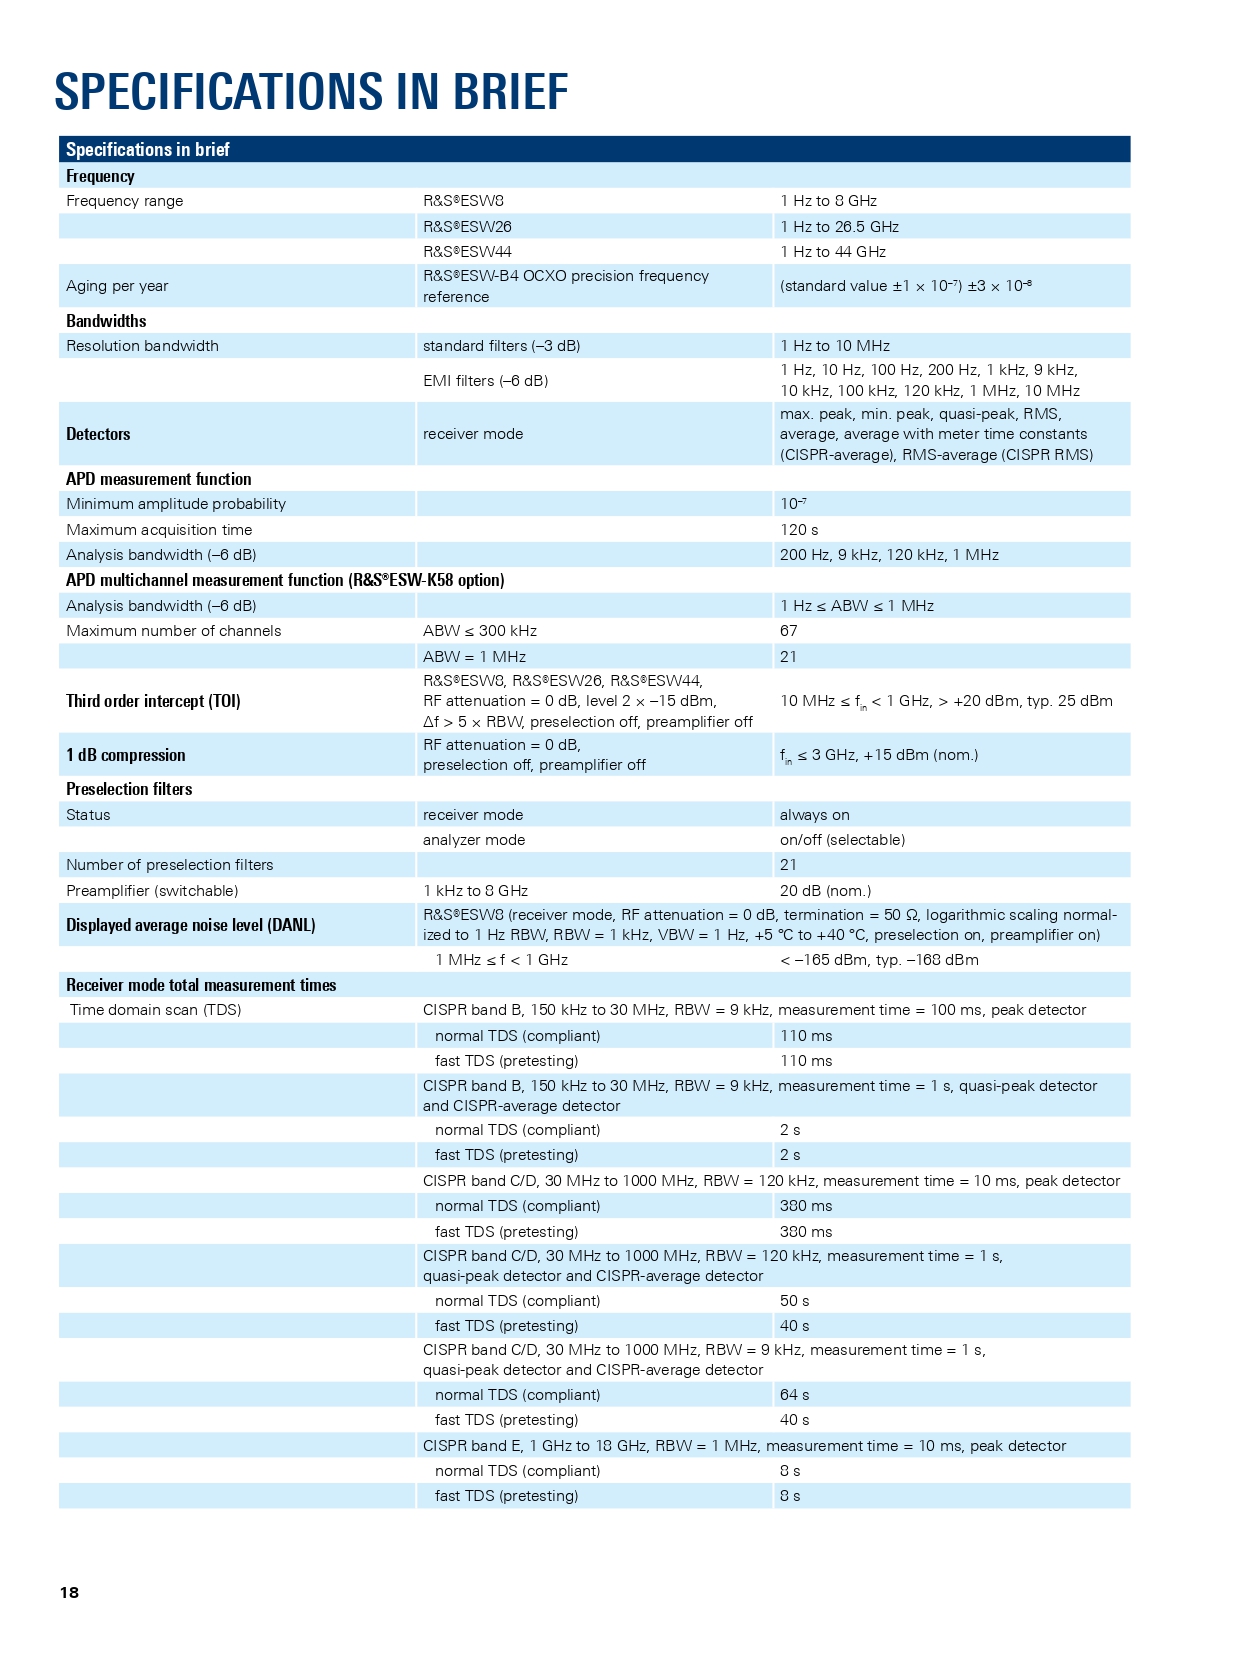 SPECIFICATIONS IN BRIEF
Specifications in brief
Frequency
Frequency range R&S®ESW8 1 Hz to 8 GHz
R&S®ESW26 1 Hz to 26.5 GHz
R&S®ESW44 1 Hz to 44 GHz
Aging per year R&S®ESW-B4 OCXO precision frequency
reference (standard value ±1 × 10⁻⁷) ±3 × 10⁻⁸
Bandwidths
Resolution bandwidth standard filters (–3 dB) 1 Hz to 10 MHz
EMI filters (–6 dB) 1 Hz, 10 Hz, 100 Hz, 200 Hz, 1 kHz, 9 kHz,
10 kHz, 100 kHz, 120 kHz, 1 MHz, 10 MHz
Detectors receiver mode max. peak, min. peak, quasi-peak, RMS,
average, average with meter time constants
(CISPR-average), RMS-average (CISPR RMS)
APD measurement function
Minimum amplitude probability 10⁻⁷
Maximum acquisition time 120 s
Analysis bandwidth (–6 dB) 200 Hz, 9 kHz, 120 kHz, 1 MHz
APD multichannel measurement function (R&S®ESW-K58 option)
Analysis bandwidth (–6 dB) 1 Hz ≤ ABW ≤ 1 MHz
Maximum number of channels ABW ≤ 300 kHz 67
ABW = 1 MHz 21
Third order intercept (TOI) R&S®ESW8, R&S®ESW26, R&S®ESW44,
RF attenuation = 0 dB, level 2 × –15 dBm,
Δf > 5 × RBW, preselection off, preamplifier off 10 MHz ≤ fin < 1 GHz, > +20 dBm, typ. 25 dBm
1 dB compression RF attenuation = 0 dB,
preselection off, preamplifier off fin ≤ 3 GHz, +15 dBm (nom.)
Preselection filters
Status receiver mode always on
analyzer mode on/off (selectable)
Number of preselection filters 21
Preamplifier (switchable) 1 kHz to 8 GHz 20 dB (nom.)
Displayed average noise level (DANL) R&S®ESW8 (receiver mode, RF attenuation = 0 dB, termination = 50 Ω, logarithmic scaling normal-
ized to 1 Hz RBW, RBW = 1 kHz, VBW = 1 Hz, +5 °C to +40 °C, preselection on, preamplifier on)
1 MHz ≤ f < 1 GHz < –165 dBm, typ. –168 dBm
Receiver mode total measurement times
Time domain scan (TDS) CISPR band B, 150 kHz to 30 MHz, RBW = 9 kHz, measurement time = 100 ms, peak detector
normal TDS (compliant) 110 ms
fast TDS (pretesting) 110 ms
CISPR band B, 150 kHz to 30 MHz, RBW = 9 kHz, measurement time = 1 s, quasi-peak detector
and CISPR-average detector
normal TDS (compliant) 2 s
fast TDS (pretesting) 2 s
CISPR band C/D, 30 MHz to 1000 MHz, RBW = 120 kHz, measurement time = 10 ms, peak detector
normal TDS (compliant) 380 ms
fast TDS (pretesting) 380 ms
CISPR band C/D, 30 MHz to 1000 MHz, RBW = 120 kHz, measurement time = 1 s,
quasi-peak detector and CISPR-average detector
normal TDS (compliant) 50 s
fast TDS (pretesting) 40 s
CISPR band C/D, 30 MHz to 1000 MHz, RBW = 9 kHz, measurement time = 1 s,
quasi-peak detector and CISPR-average detector
normal TDS (compliant) 64 s
fast TDS (pretesting) 40 s
CISPR band E, 1 GHz to 18 GHz, RBW = 1 MHz, measurement time = 10 ms, peak detector
normal TDS (compliant) 8 s
fast TDS (pretesting) 8 s
18